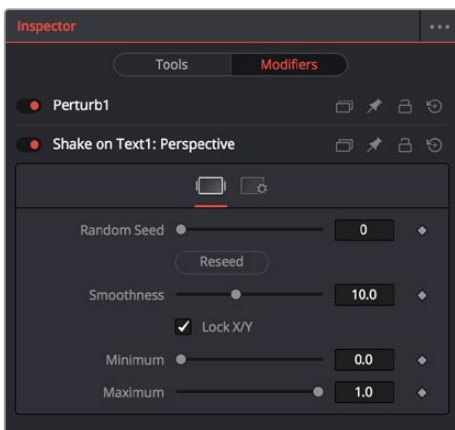 Inspector
Tools Modifiers
Perturb1
Shake on Text1: Perspective
Random Seed 0
Reseed
Smoothness 10.0
Lock X/Y
Minimum 0.0
Maximum 1.0